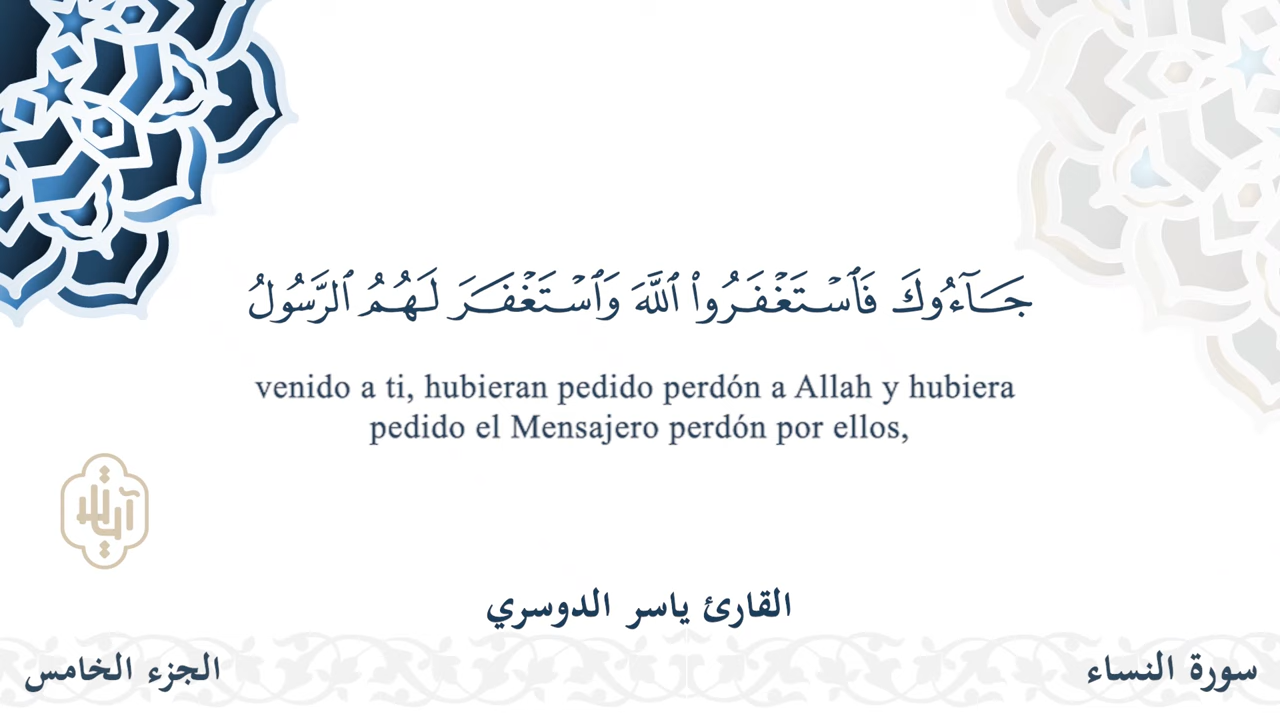 جَآءُوكَ فَٱسْتَغْفَرُوا۟ ٱللَّهَ وَٱسْتَغْفَرَ لَهُمُ ٱلرَّسُولُ
venido a ti, hubieran pedido perdón a Allah y hubiera
pedido el Mensajero perdón por ellos,
القارئ ياسر الدوسري
سورة النساء
الجزء الخامس